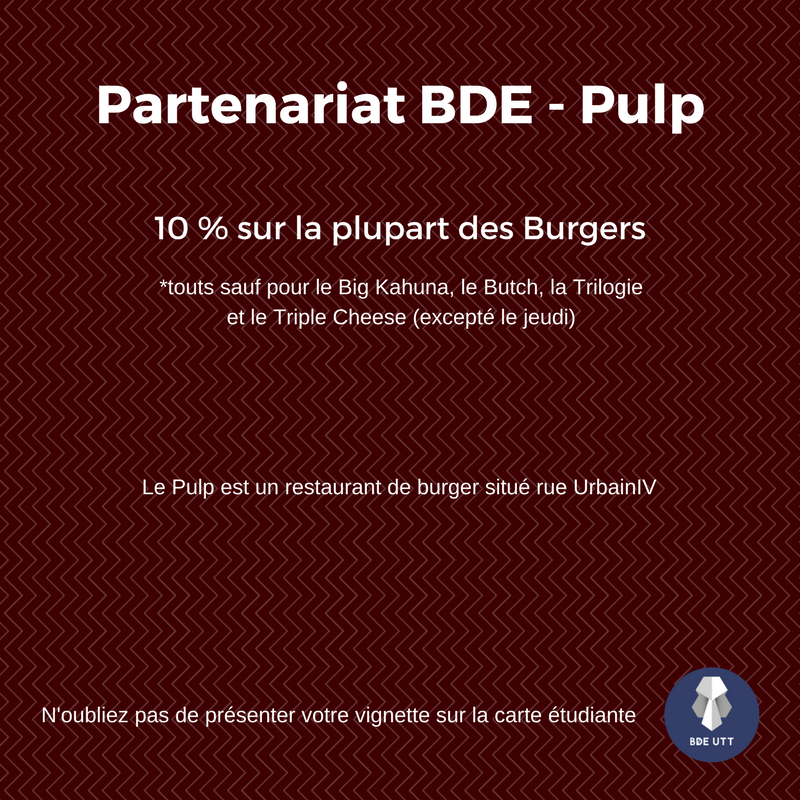 Partenariat BDE - Pulp
10 % sur la plupart des Burgers
*touts sauf pour le Big Kahuna, le Butch, la Trilogie
et le Triple Cheese (excepté le jeudi)
Le Pulp est un restaurant de burger situé rue UrbainIV
N'oubliez pas de présenter votre vignette sur la carte étudiante
BDE UTT